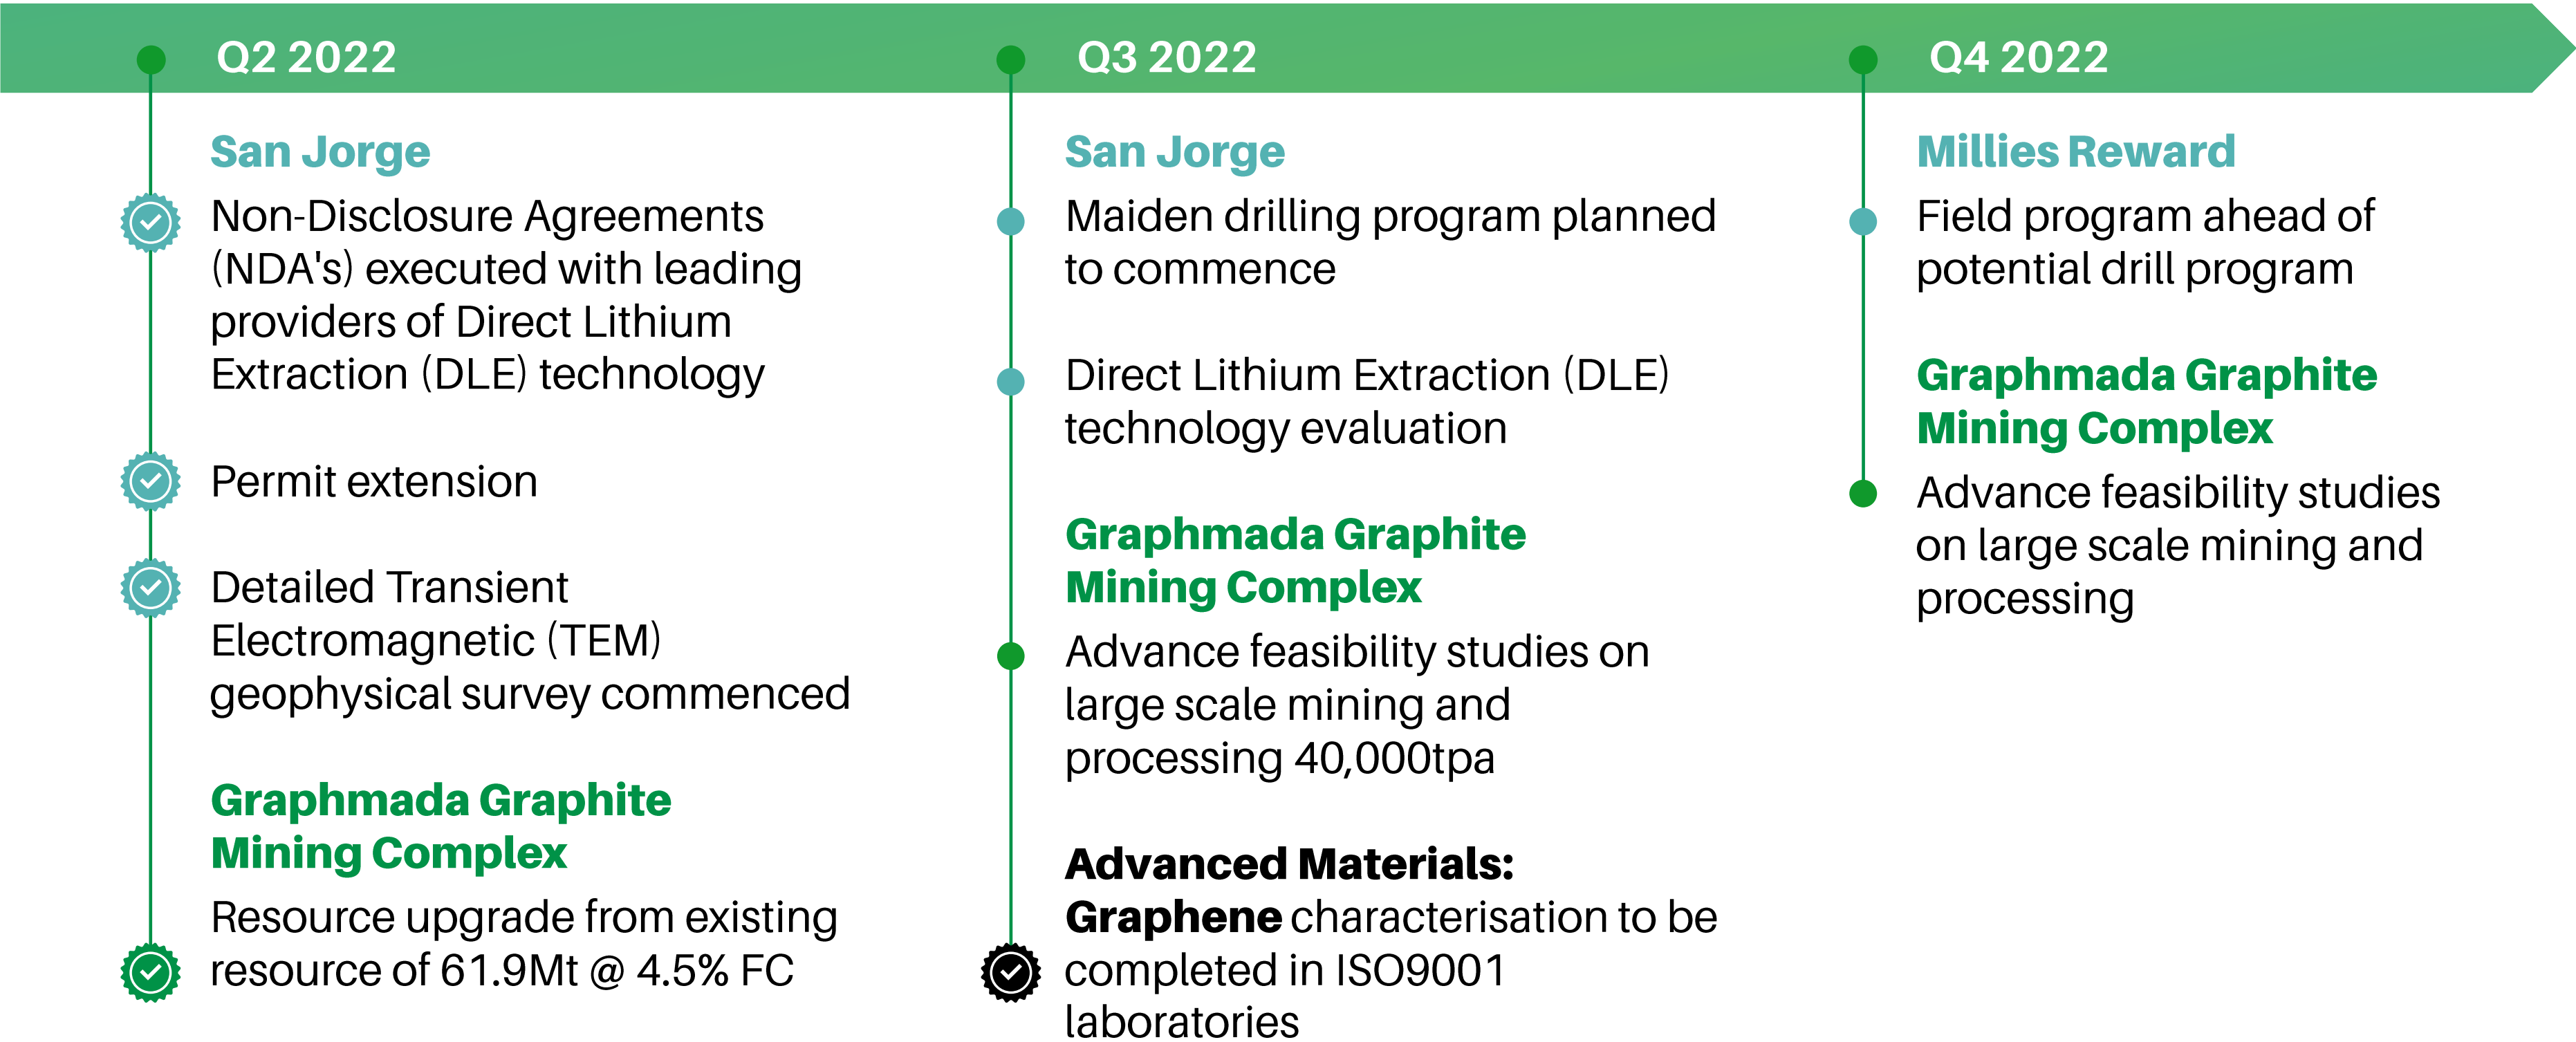 Q2 2022
San Jorge
Non-Disclosure Agreements
(NDA's) executed with leading
providers of Direct Lithium
Extraction (DLE) technology
Permit extension
Detailed Transient
Electromagnetic (TEM)
geophysical survey commenced
Graphmada Graphite
Mining Complex
Resource upgrade from existing
resource of 61.9Mt @ 4.5% FC
Q3 2022
San Jorge
Maiden drilling program planned
to commence
Direct Lithium Extraction (DLE)
technology evaluation
Graphmada Graphite
Mining Complex
Advance feasibility studies on
large scale mining and
processing 40,000tpa
Advanced Materials:
Graphene characterisation to be
completed in ISO9001
laboratories
Q4 2022
Millies Reward
Field program ahead of
potential drill program
Graphmada Graphite
Mining Complex
Advance feasibility studies
on large scale mining and
processing